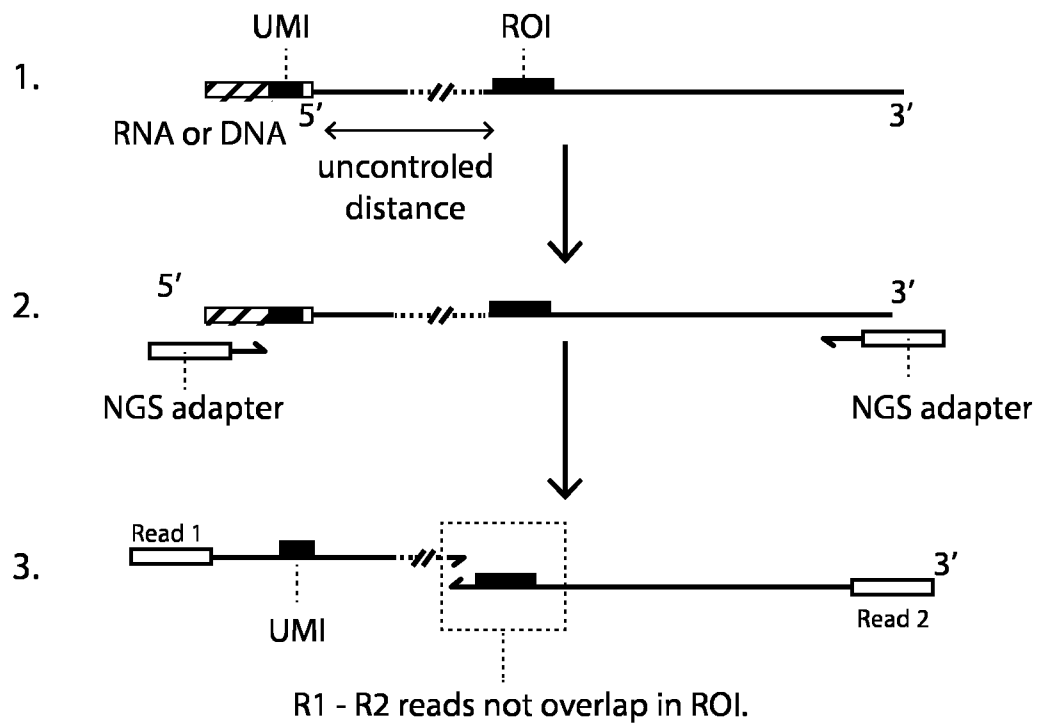 UMI
ROI
1.
5′
3′
RNA or DNA
uncontroled
distance
5′
3′
2.
NGS adapter
NGS adapter
Read 1
3′
3.
Read 2
UMI
R1 - R2 reads not overlap in ROI.